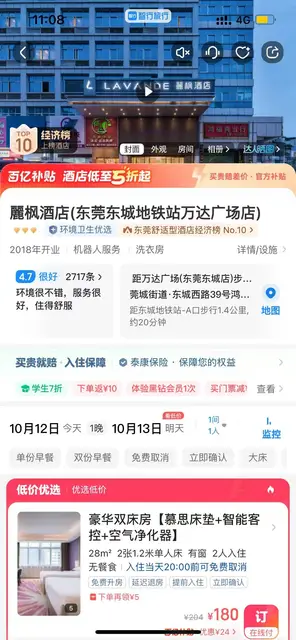 11:08
智行旅行
4G
LAVANDE 麗枫酒店
TOP 10
经济榜
上榜酒店
封面
外观
房间
相册
达人晒图
百亿补贴 酒店低至5折起
买贵赔差价 · 官方补贴
麗枫酒店(东莞东城地铁站万达广场店)
环境卫生优选
东莞舒适型酒店经济榜 No.10
2018年开业
机器人服务
洗衣房
详情/设施
4.7 很好 2717条
环境很不错，服务很好，住得舒服
距万达广场(东莞东城店)步...
莞城街道·东城西路39号鸿...
距东城地铁站-A口步行1.4公里，约20分钟
地图
买贵就赔 · 入住保障
泰康保险 · 保障您的权益
学生7折
下单返¥10
体验黑钻会员1次
买门票减
查看
最低价
10月12日 今天
1晚
10月13日 明天
1间
1人
监控
单份早餐
双份早餐
免费取消
立即确认
大床
低价优选 优选低价
豪华双床房【慕思床垫+智能客控+空气净化器】
28m² 2张1.2米单人床 有窗 2人入住
无餐食 入住当天20:00前可免费取消
免费开房
延迟退房
提前入住
立即确认
下单再领¥5
5
¥204 ¥180
订
在线付
优惠¥24